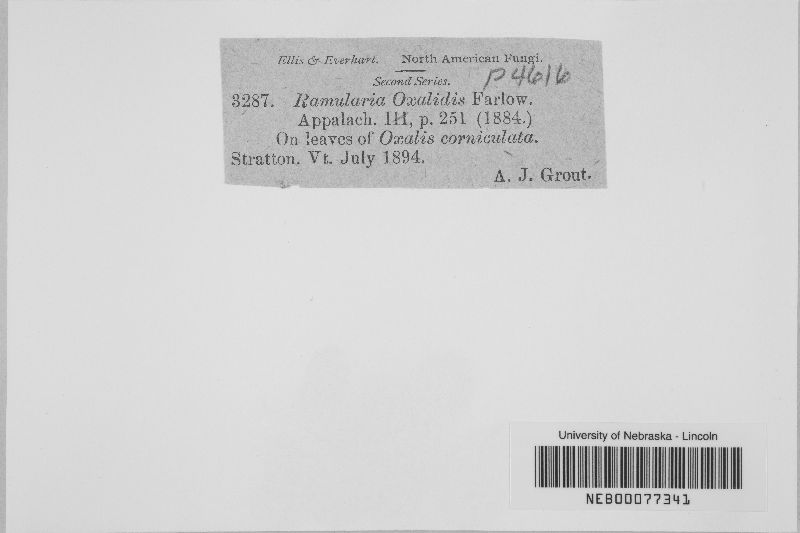 Ellis & Everhart. North American Fungi.
Second Series. P4616
3287. Ramularia Oxalidis Farlow.
Appalach. III, p. 251 (1884.)
On leaves of Oxalis corniculata.
Stratton. Vt. July 1894.
A. J. Grout.
University of Nebraska - Lincoln
NEB00077341